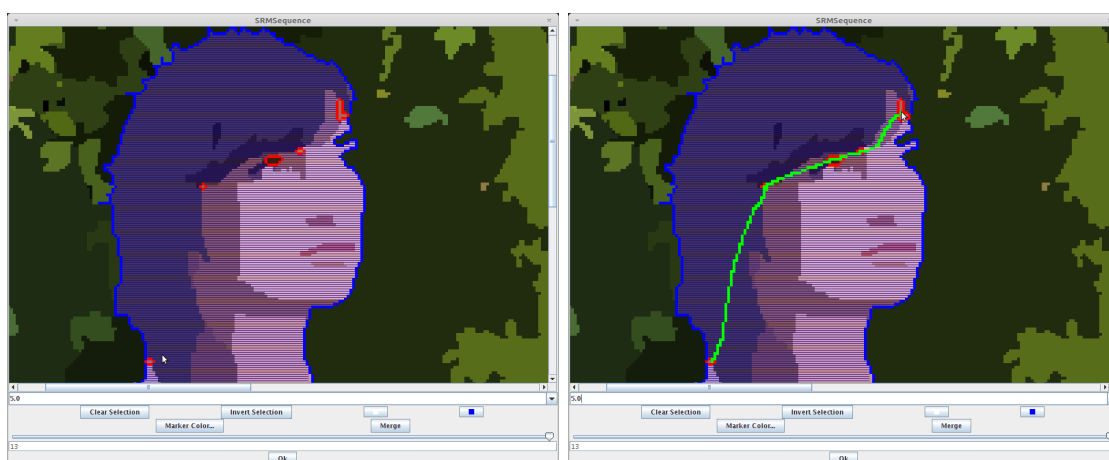 SRMSequence
5.0
Clear Selection Invert Selection
Marker Color... Merge
13
Ok
SRMSequence
5.0
Clear Selection Invert Selection
Marker Color... Merge
13
Ok